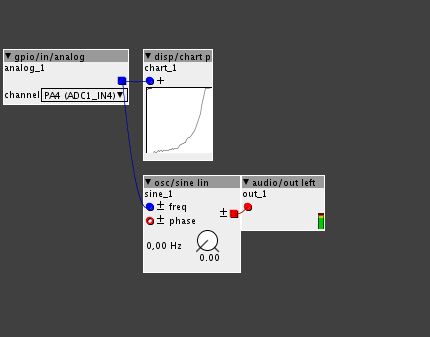 ▼ gpio/in/analog
analog_1
channel PA4 (ADC1_IN4) ▼
▼ disp/chart p
chart_1
+
▼ osc/sine lin
sine_1
± freq
± phase
±
0,00 Hz
0.00
▼ audio/out left
out_1